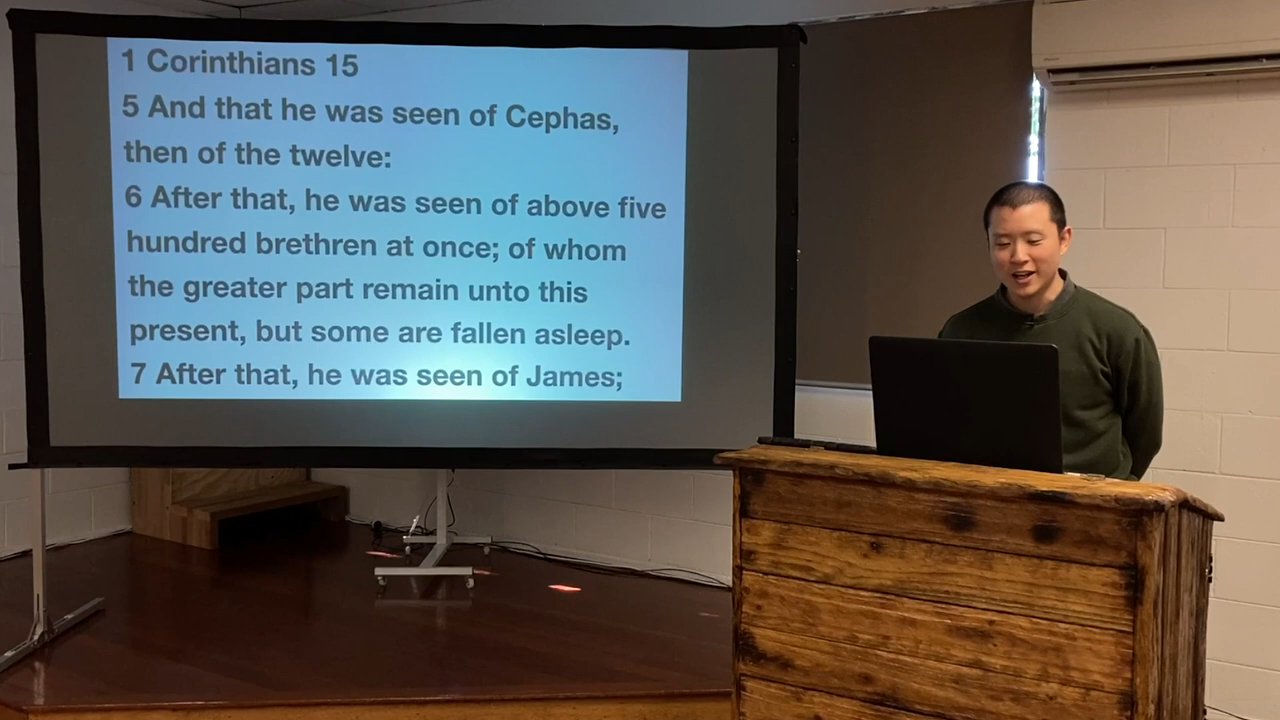 1 Corinthians 15
5 And that he was seen of Cephas,
then of the twelve:
6 After that, he was seen of above five
hundred brethren at once; of whom
the greater part remain unto this
present, but some are fallen asleep.
7 After that, he was seen of James;